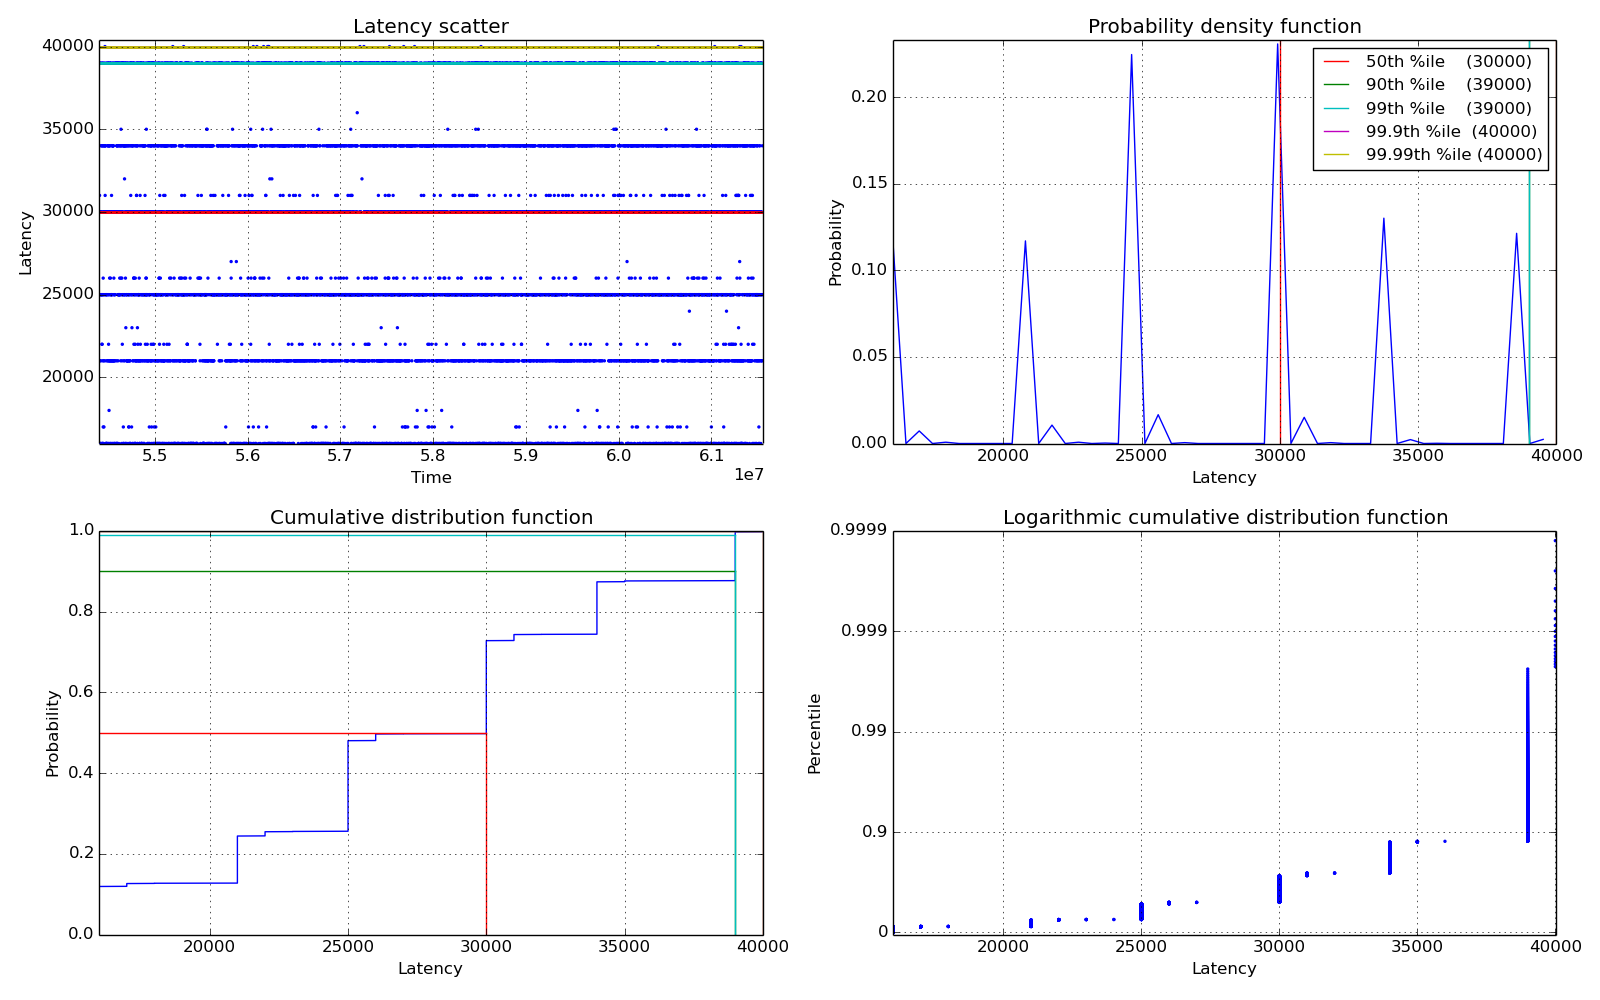 Latency scatter
40000
35000
30000
25000
20000
Latency
5.5
5.6
5.7
5.8
5.9
6.0
6.1
1e7
Time
Probability density function
50th %ile (30000)
90th %ile (39000)
99th %ile (39000)
99.9th %ile (40000)
99.99th %ile (40000)
0.20
0.15
0.10
0.05
0.00
Probability
20000
25000
30000
35000
40000
Latency
Cumulative distribution function
1.0
0.8
0.6
0.4
0.2
0.0
Probability
20000
25000
30000
35000
40000
Latency
Logarithmic cumulative distribution function
0.9999
0.999
0.99
0.9
0
Percentile
20000
25000
30000
35000
40000
Latency